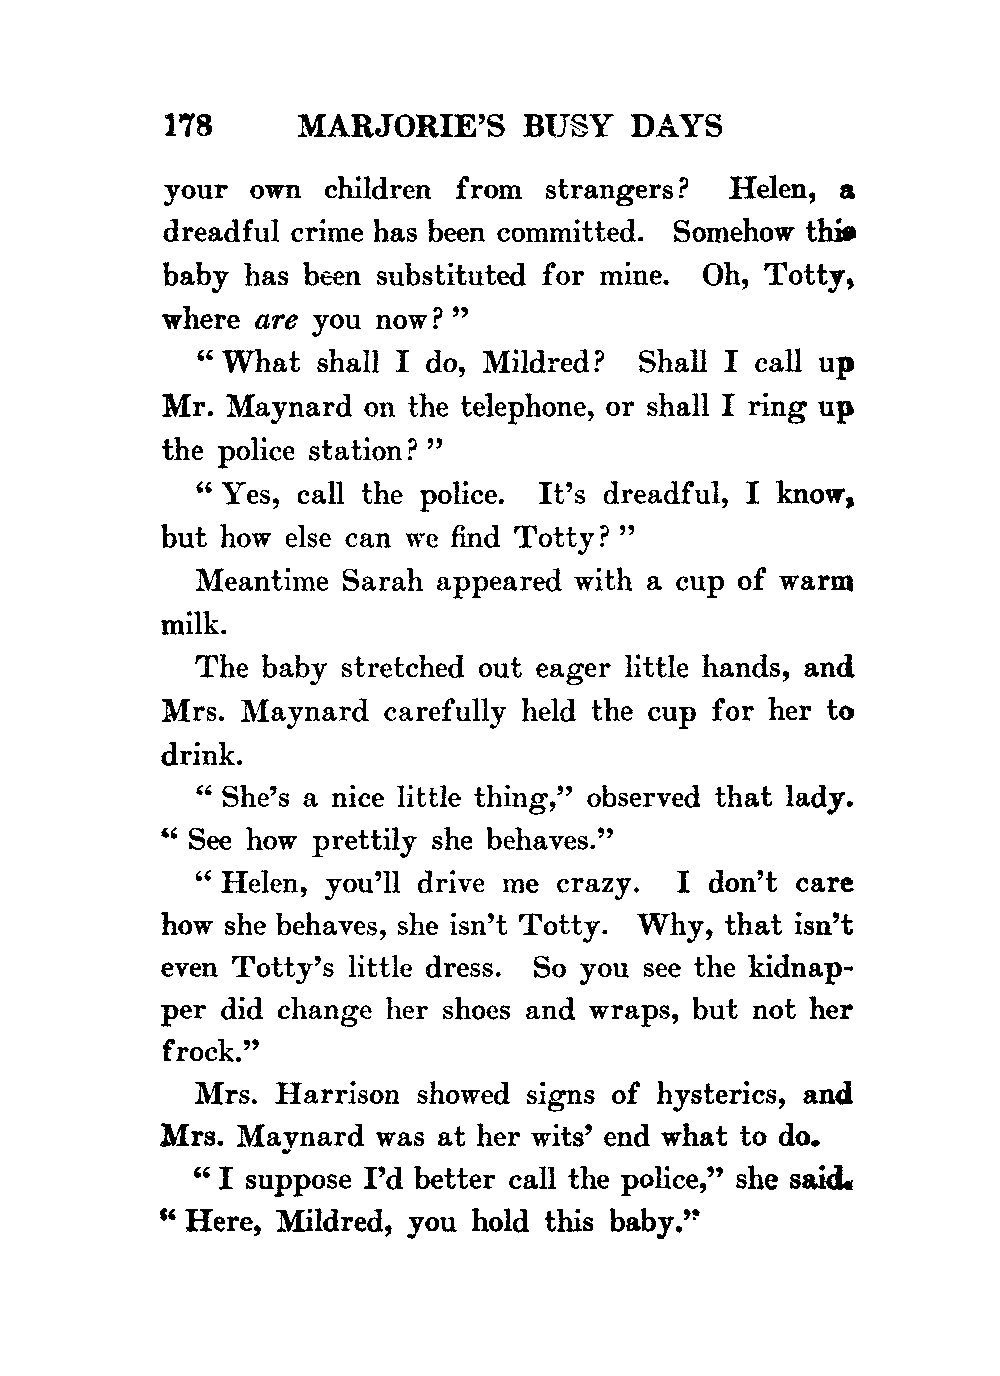 178 MARJORIE'S BUSY DAYS
your own children from strangers? Helen, a
dreadful crime has been committed. Somehow this
baby has been substituted for mine. Oh, Totty,
where are you now?”
“What shall I do, Mildred? Shall I call up
Mr. Maynard on the telephone, or shall I ring up
the police station?”
“Yes, call the police. It’s dreadful, I know,
but how else can we find Totty?”
Meantime Sarah appeared with a cup of warm
milk.
The baby stretched out eager little hands, and
Mrs. Maynard carefully held the cup for her to
drink.
“She’s a nice little thing,” observed that lady.
“See how prettily she behaves.”
“Helen, you’ll drive me crazy. I don’t care
how she behaves, she isn’t Totty. Why, that isn’t
even Totty’s little dress. So you see the kidnap-
per did change her shoes and wraps, but not her
frock.”
Mrs. Harrison showed signs of hysterics, and
Mrs. Maynard was at her wits’ end what to do.
“I suppose I’d better call the police,” she said.
“Here, Mildred, you hold this baby.”